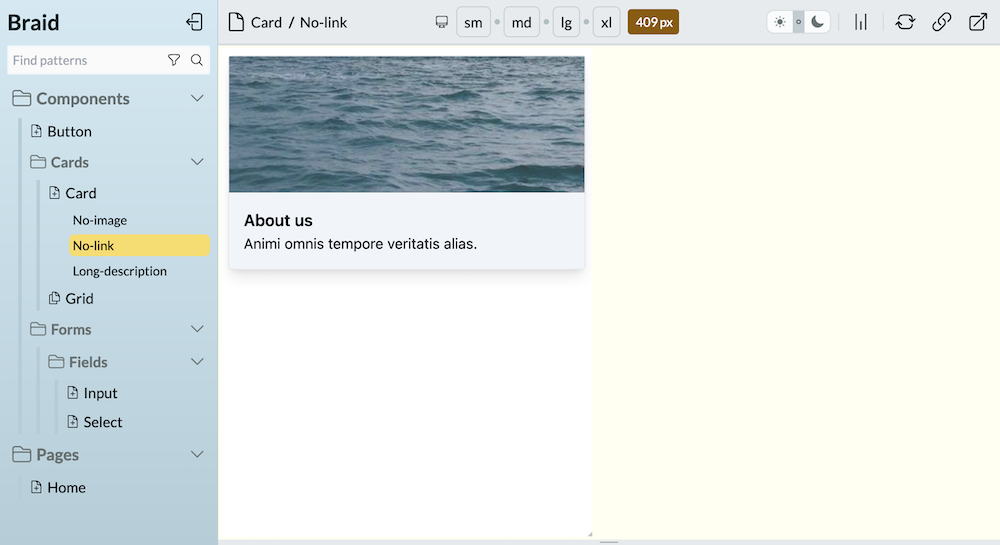 Braid
Find patterns
Components
Button
Cards
Card
No-image
No-link
Long-description
Grid
Forms
Fields
Input
Select
Pages
Home
Card / No-link
sm md lg xl 409 px
About us
Animi omnis tempore veritatis alias.